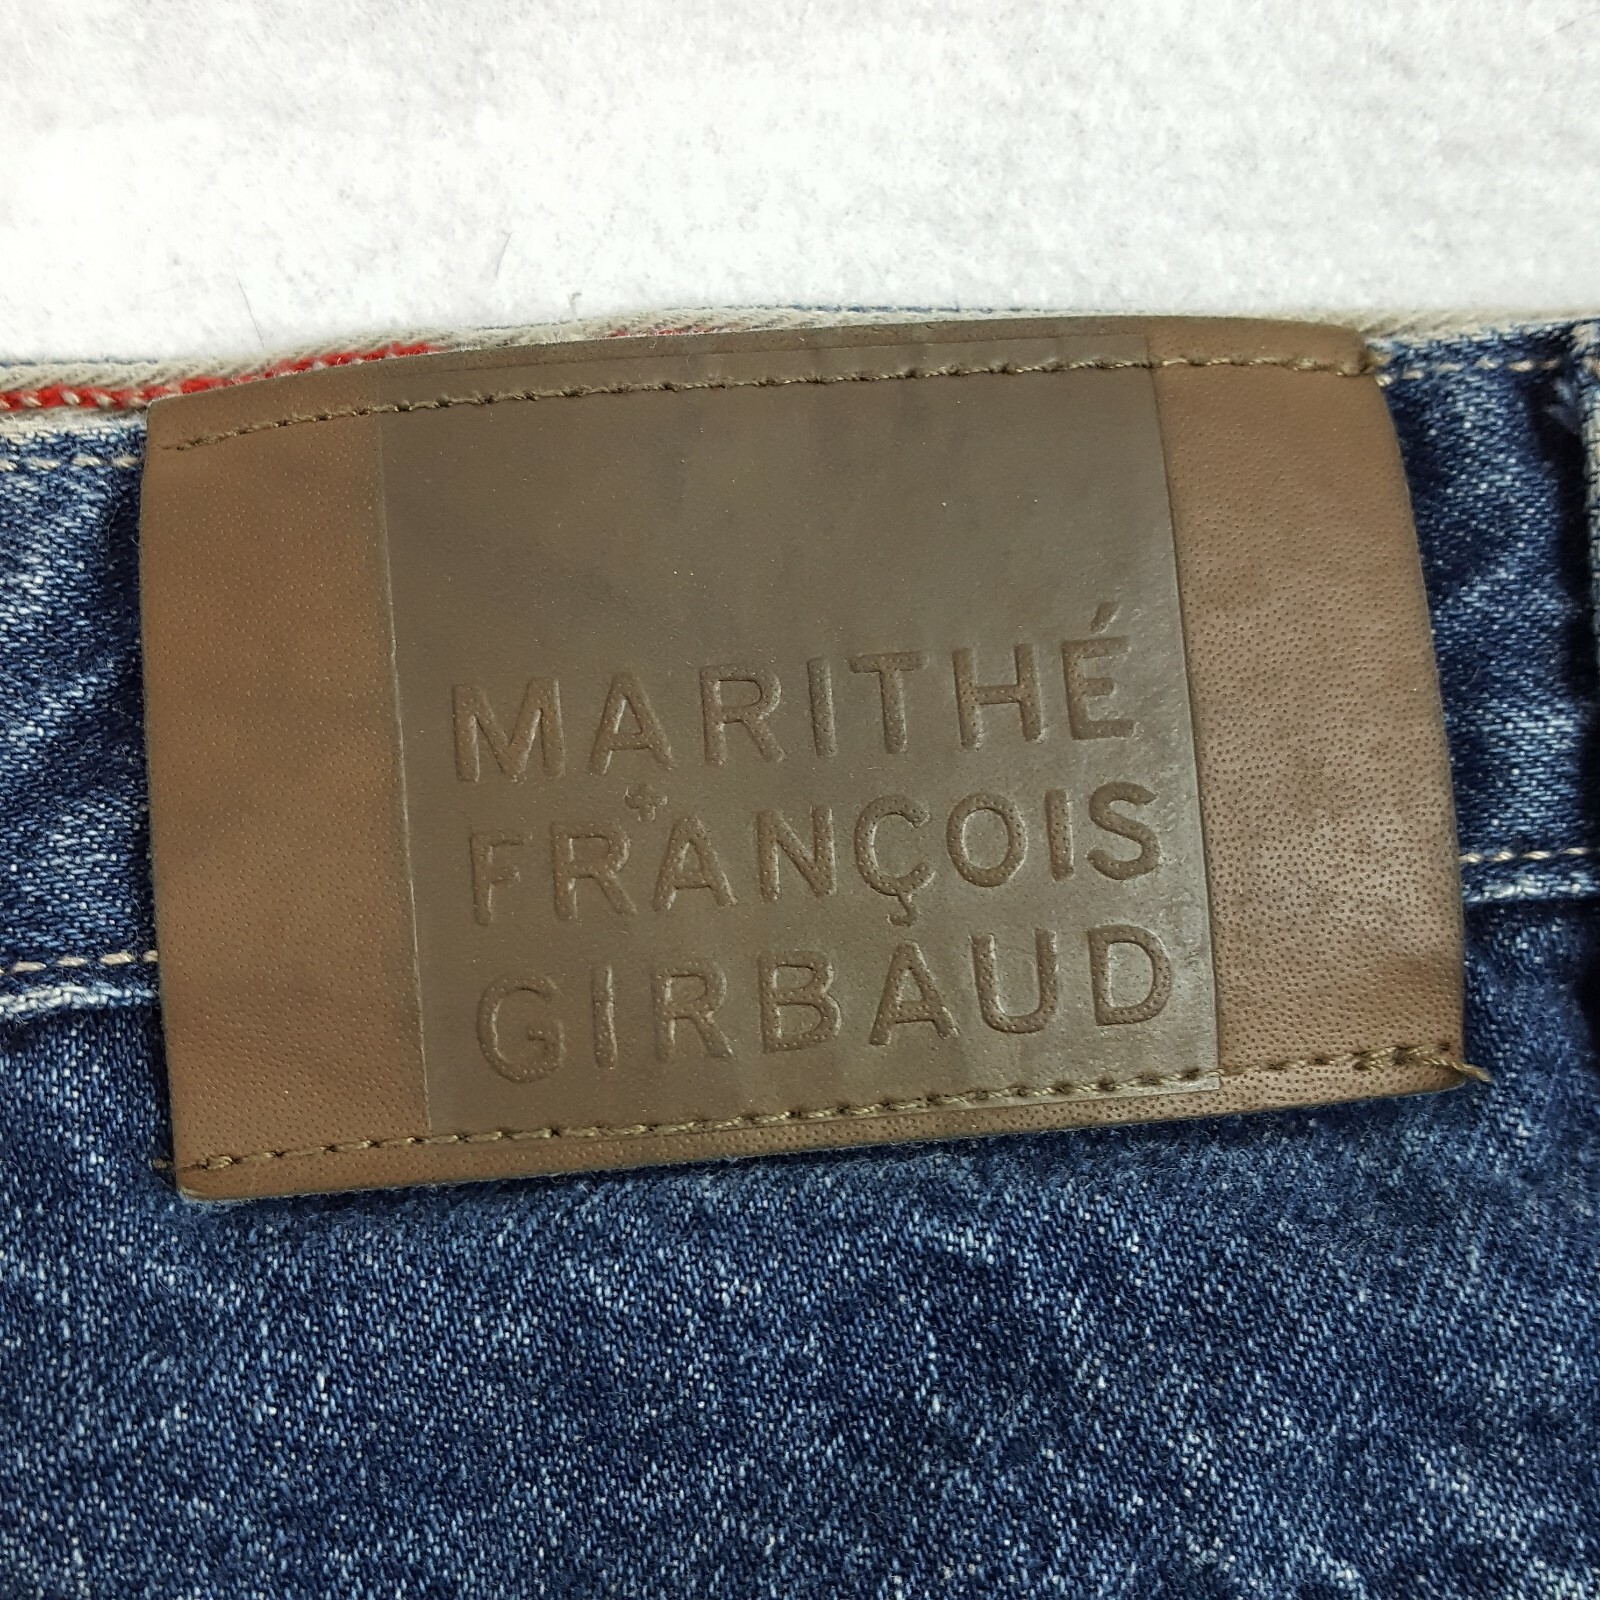 MARITHÉ
+
FRANÇOIS
GIRBAUD